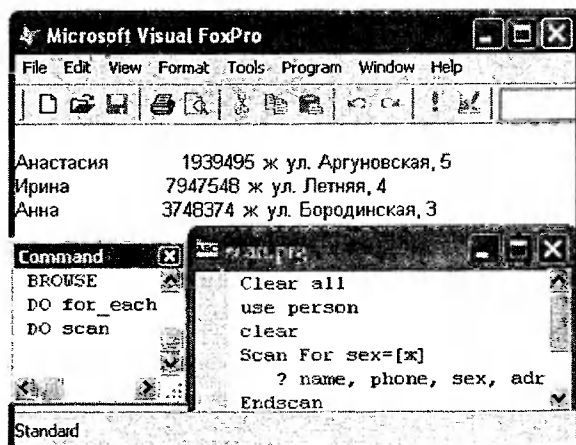 Microsoft Visual FoxPro
File Edit View Format Tools Program Window Help
Анастасия 1939495 ж ул. Аргуновская, 5
Ирина 7947548 ж ул. Летняя, 4
Анна 3748374 ж ул. Бородинская, 3
Command
BROWSE
DO for_each
DO scan
scan.prg
Clear all
use person
clear
Scan For sex=[ж]
? name, phone, sex, adr
Endscan
Standard